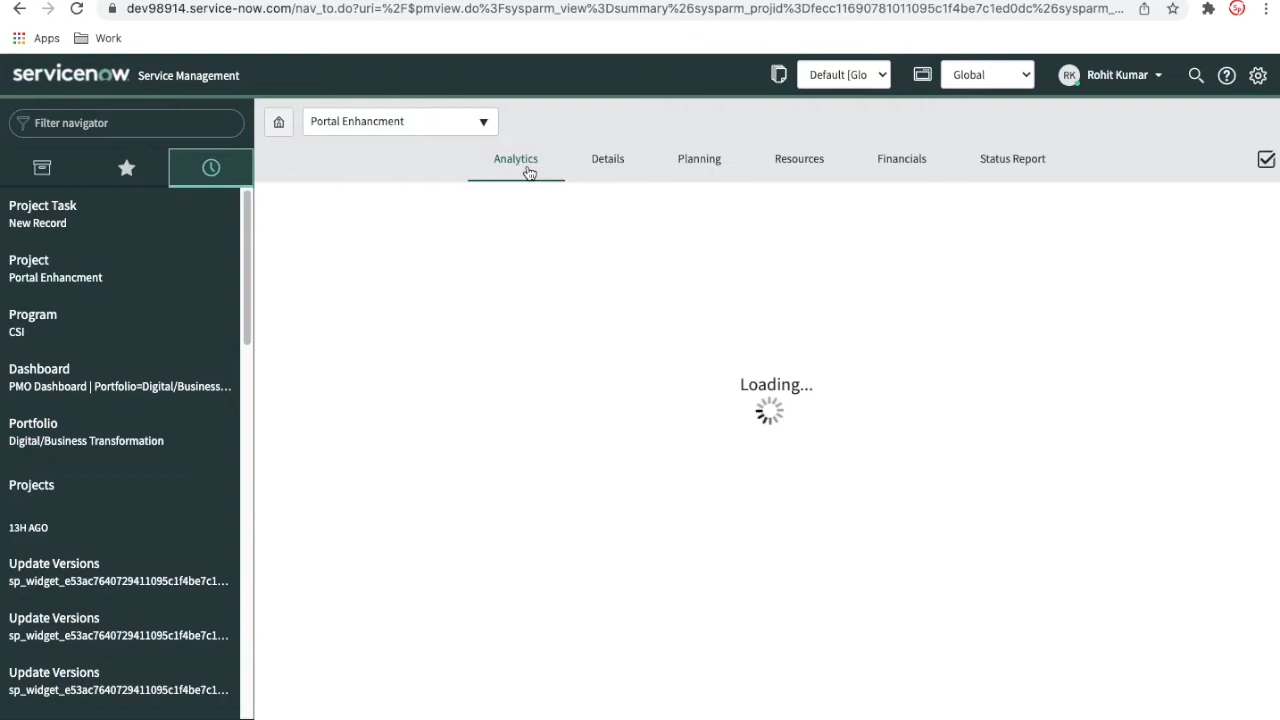 dev98914.service-now.com/nav_to.do?uri=%2F$pmview.do%3Fsysparm_view%3Dsummary%26sysparm_projid%3Dfecc11690781011095c1f4be7c1ed0dc%26sysparm_...
Sp
Apps
Work
servicenow Service Management
Default [Glo
Global
RK Rohit Kumar
Filter navigator
Portal Enhancment
Analytics
Details
Planning
Resources
Financials
Status Report
Project Task
New Record
Project
Portal Enhancment
Program
CSI
Dashboard
PMO Dashboard | Portfolio=Digital/Business...
Portfolio
Digital/Business Transformation
Projects
13H AGO
Update Versions
sp_widget_e53ac7640729411095c1f4be7c1...
Update Versions
sp_widget_e53ac7640729411095c1f4be7c1...
Update Versions
sp_widget_e53ac7640729411095c1f4be7c1...
Loading...